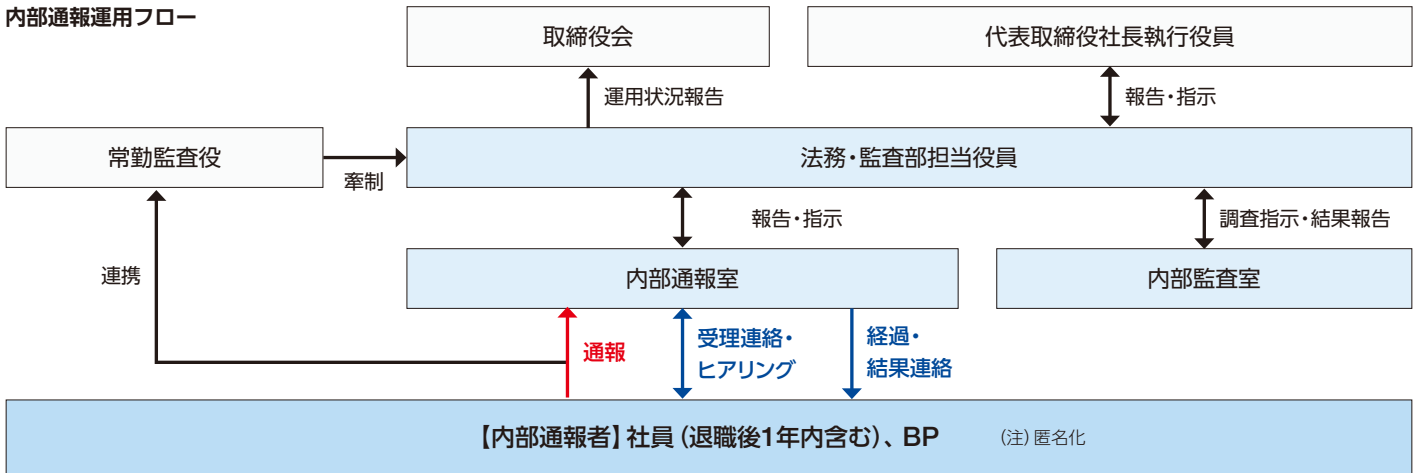 内部通報運用フロー
取締役会
代表取締役社長執行役員
運用状況報告
報告・指示
常勤監査役
牽制
法務・監査部担当役員
報告・指示
調査指示・結果報告
連携
内部通報室
内部監査室
通報
受理連絡・
ヒアリング
経過・
結果連絡
【内部通報者】社員（退職後1年内含む）、BP （注）匿名化